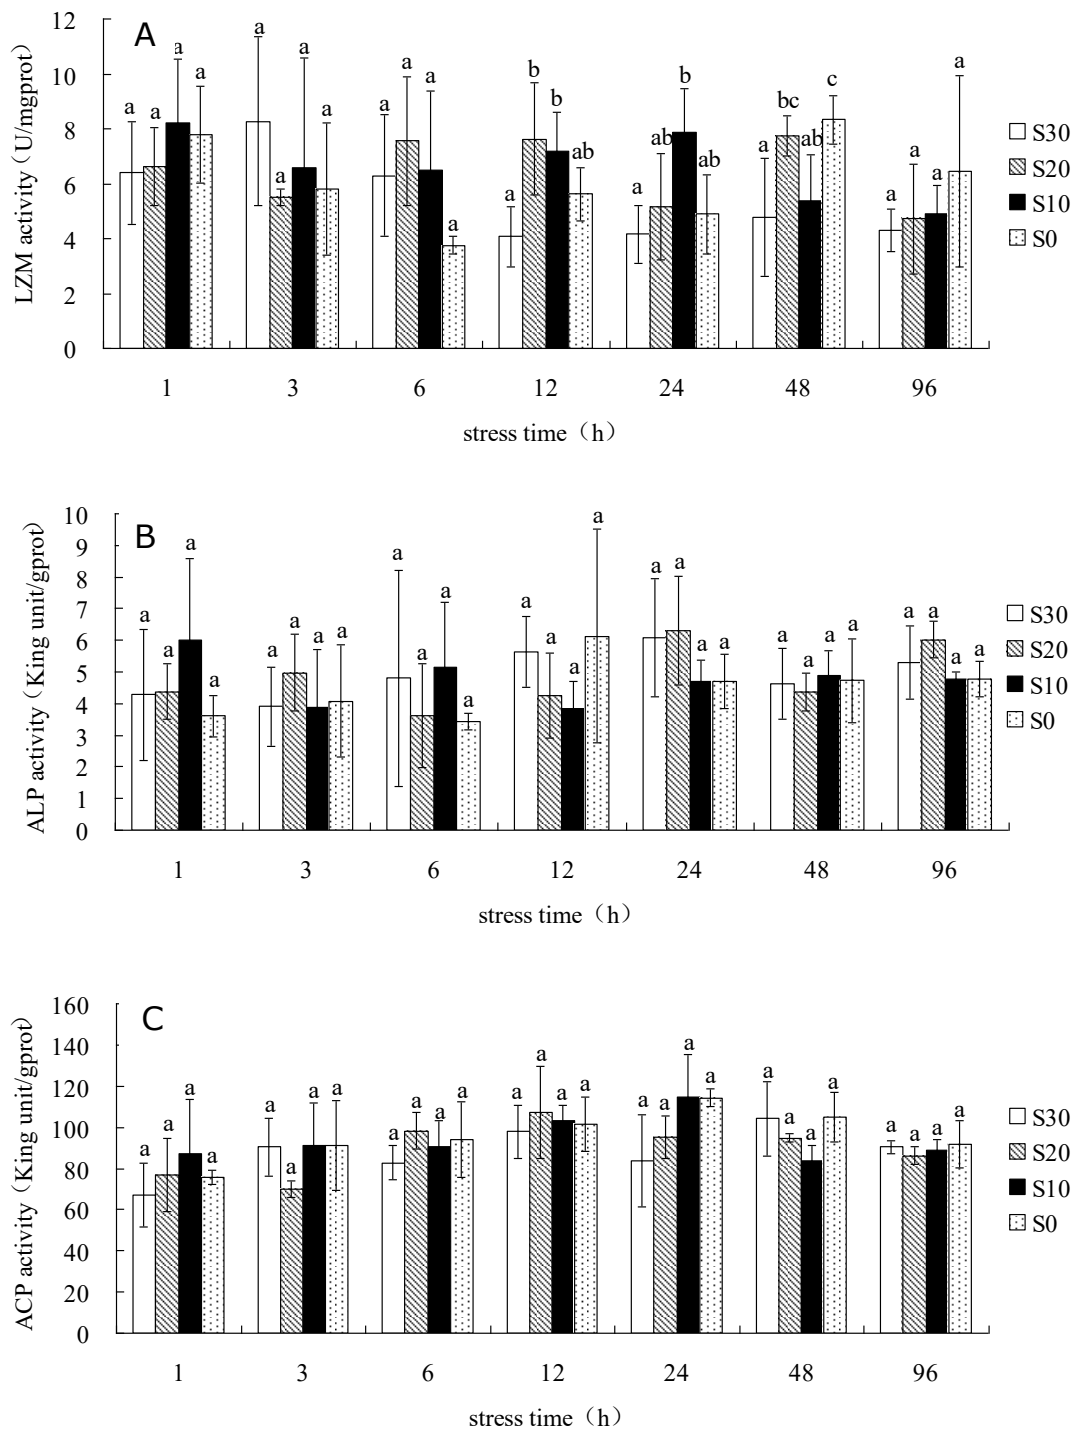 A
LZM activity（U/mgprot）
12
10
8
6
4
2
0
a a a a
a a a a
a a a a
a b b ab
a ab b ab
a bc ab c
a a a a
1 3 6 12 24 48 96
stress time（h）
S30
S20
S10
S0
B
ALP activity（King unit/gprot）
10
9
8
7
6
5
4
3
2
1
0
a a a a
a a a a
a a a a
a a a a
a a a a
a a a a
a a a a
1 3 6 12 24 48 96
stress time（h）
S30
S20
S10
S0
C
ACP activity（King unit/gprot）
160
140
120
100
80
60
40
20
0
a a a a
a a a a
a a a a
a a a a
a a a a
a a a a
a a a a
1 3 6 12 24 48 96
stress time（h）
S30
S20
S10
S0